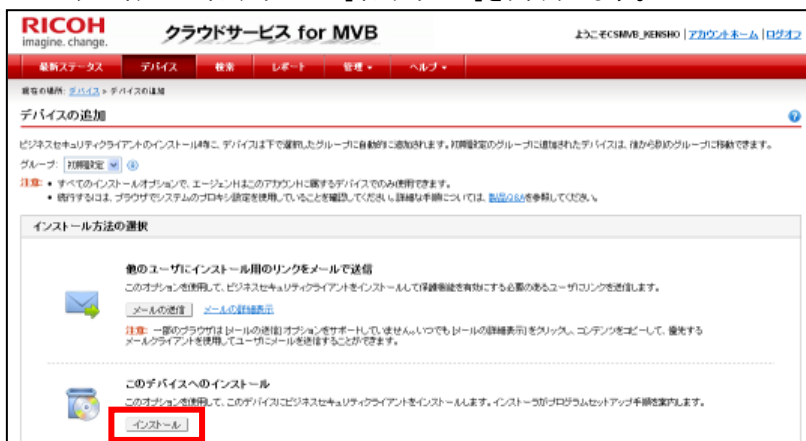 RICOH
imagine. change.
クラウドサービス for MVB
ようこそCSMVB_KENSHO | アカウントホーム | ログオフ
最新ステータス デバイス 検索 レポート 管理 ヘルプ
現在の場所: デバイス > デバイスの追加
デバイスの追加
ビジネスセキュリティクライアントのインストール時に、デバイスは下で選択したグループに自動的に追加されます。初期設定のグループに追加されたデバイスは、後から別のグループに移動できます。
グループ: 初期設定
注意: • すべてのインストールオプションで、エージェントはこのアカウントに属するデバイスでのみ使用できます。
• 続行するには、ブラウザでシステムのプロキシ設定を使用していることを確認してください。詳細な手順については、製品Q&Aを参照してください。
インストール方法の選択
他のユーザにインストール用のリンクをメールで送信
このオプションを使用して、ビジネスセキュリティクライアントをインストールして保護機能を有効にする必要のあるユーザにリンクを送信します。
メールの送信 メールの詳細表示
注意: 一部のブラウザは[メールの送信]オプションをサポートしていません。いつでも[メールの詳細表示]をクリックし、コンテンツをコピーして、優先する
メールクライアントを使用してユーザにメールを送信することができます。
このデバイスへのインストール
このオプションを使用して、このデバイスにビジネスセキュリティクライアントをインストールします。インストーラがプログラムセットアップ手順を案内します。
インストール